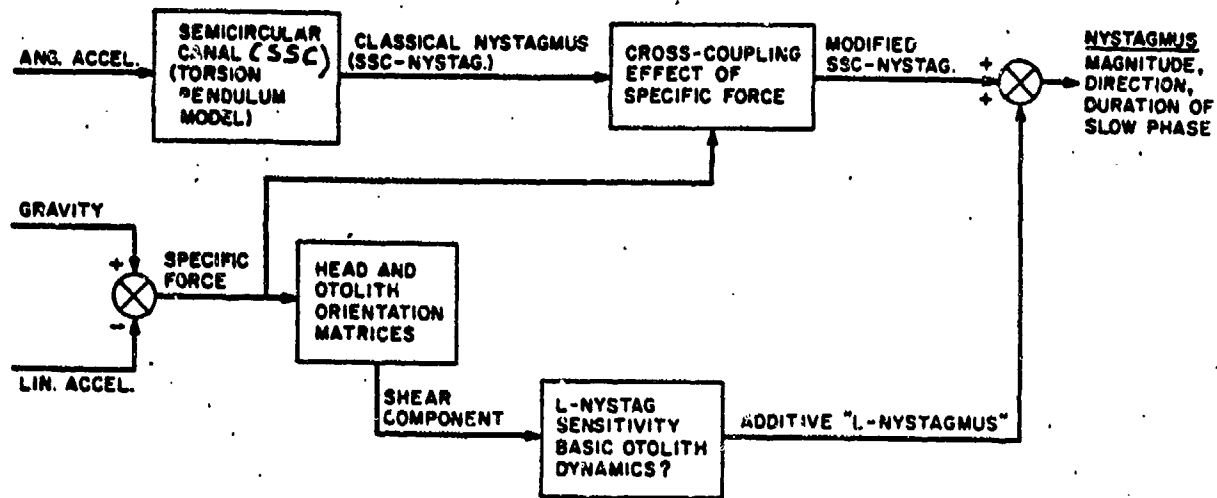 ANG. ACCEL.
SEMICIRCULAR
CANAL (SSC)
(TORSION
PENDULUM
MODEL)
CLASSICAL NYSTAGMUS
(SSC-NYSTAG.)
CROSS-COUPLING
EFFECT OF
SPECIFIC FORCE
MODIFIED
SSC-NYSTAG.
+
+
NYSTAGMUS
MAGNITUDE,
DIRECTION,
DURATION OF
SLOW PHASE
GRAVITY
+
-
SPECIFIC
FORCE
LIN. ACCEL.
HEAD AND
OTOLITH
ORIENTATION
MATRICES
SHEAR
COMPONENT
L-NYSTAG
SENSITIVITY
BASIC OTOLITH
DYNAMICS?
ADDITIVE "L-NYSTAGMUS"